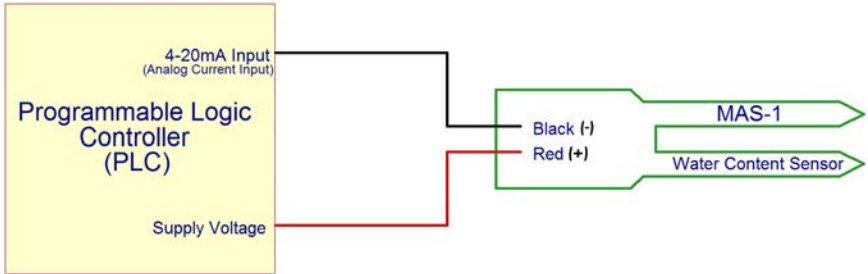 4-20mA Input
(Analog Current Input)
Programmable Logic
Controller
(PLC)
Supply Voltage
Black (-)
Red (+)
MAS-1
Water Content Sensor